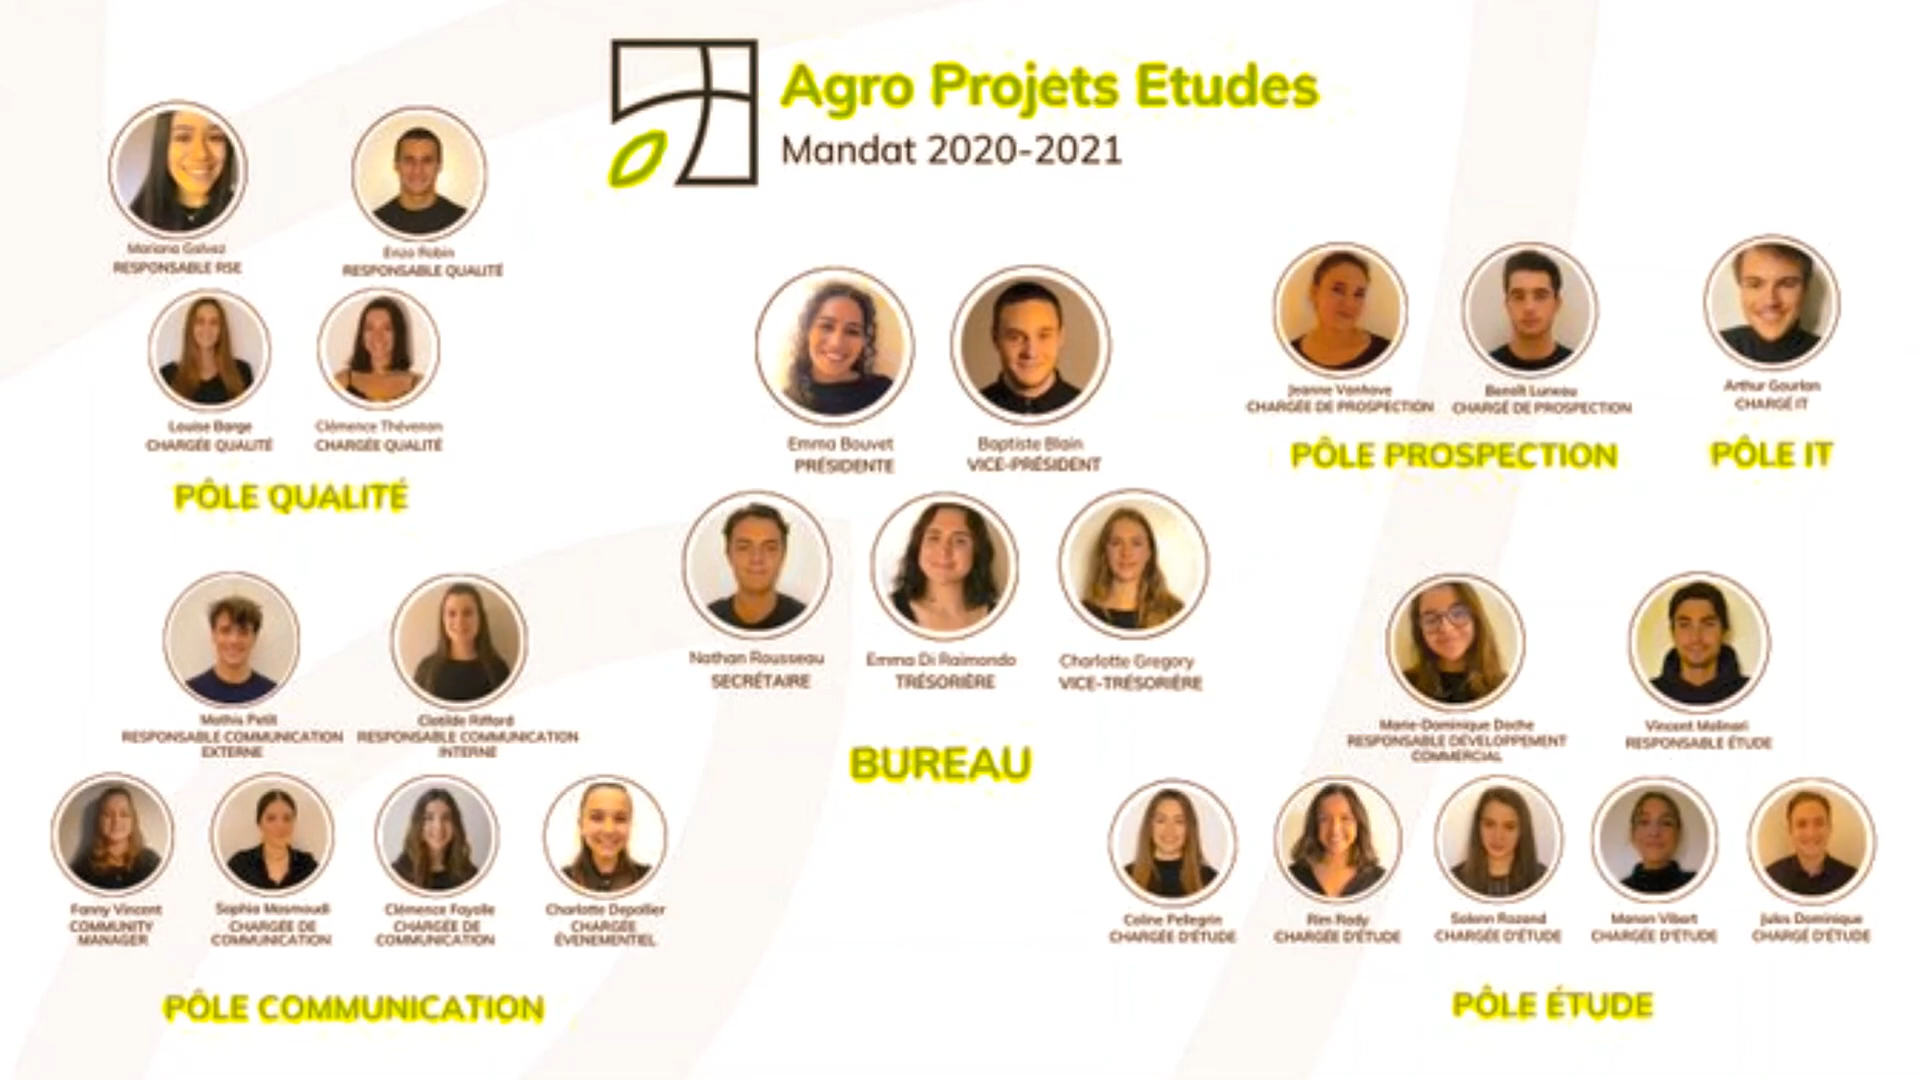 Agro Projets Etudes
Mandat 2020-2021
Mariana Galvez
RESPONSABLE RSE
Enzo Robin
RESPONSABLE QUALITÉ
Louise Barge
CHARGÉE QUALITÉ
Clémence Thévenon
CHARGÉE QUALITÉ
PÔLE QUALITÉ
Emma Bouvet
PRÉSIDENTE
Baptiste Blain
VICE-PRÉSIDENT
Nathan Rousseau
SECRÉTAIRE
Emma Di Raimondo
TRÉSORIÈRE
Charlotte Gregory
VICE-TRÉSORIÈRE
BUREAU
Jeanne Vanhove
CHARGÉE DE PROSPECTION
Benoît Luneau
CHARGÉ DE PROSPECTION
PÔLE PROSPECTION
Arthur Gourlan
CHARGÉ IT
PÔLE IT
Mathis Petit
RESPONSABLE COMMUNICATION
EXTERNE
Clotilde Riffard
RESPONSABLE COMMUNICATION
INTERNE
Fanny Vincent
COMMUNITY
MANAGER
Sophia Masmoudi
CHARGÉE DE
COMMUNICATION
Clémence Fayolle
CHARGÉE DE
COMMUNICATION
Charlotte Depallier
CHARGÉE
ÉVENEMENTIEL
PÔLE COMMUNICATION
Marie-Dominique Doche
RESPONSABLE DÉVELOPPEMENT
COMMERCIAL
Vincent Molinari
RESPONSABLE ÉTUDE
Coline Pellegrin
CHARGÉE D'ÉTUDE
Rim Rady
CHARGÉE D'ÉTUDE
Solenn Razand
CHARGÉE D'ÉTUDE
Manon Vibert
CHARGÉE D'ÉTUDE
Jules Dominique
CHARGÉ D'ÉTUDE
PÔLE ÉTUDE